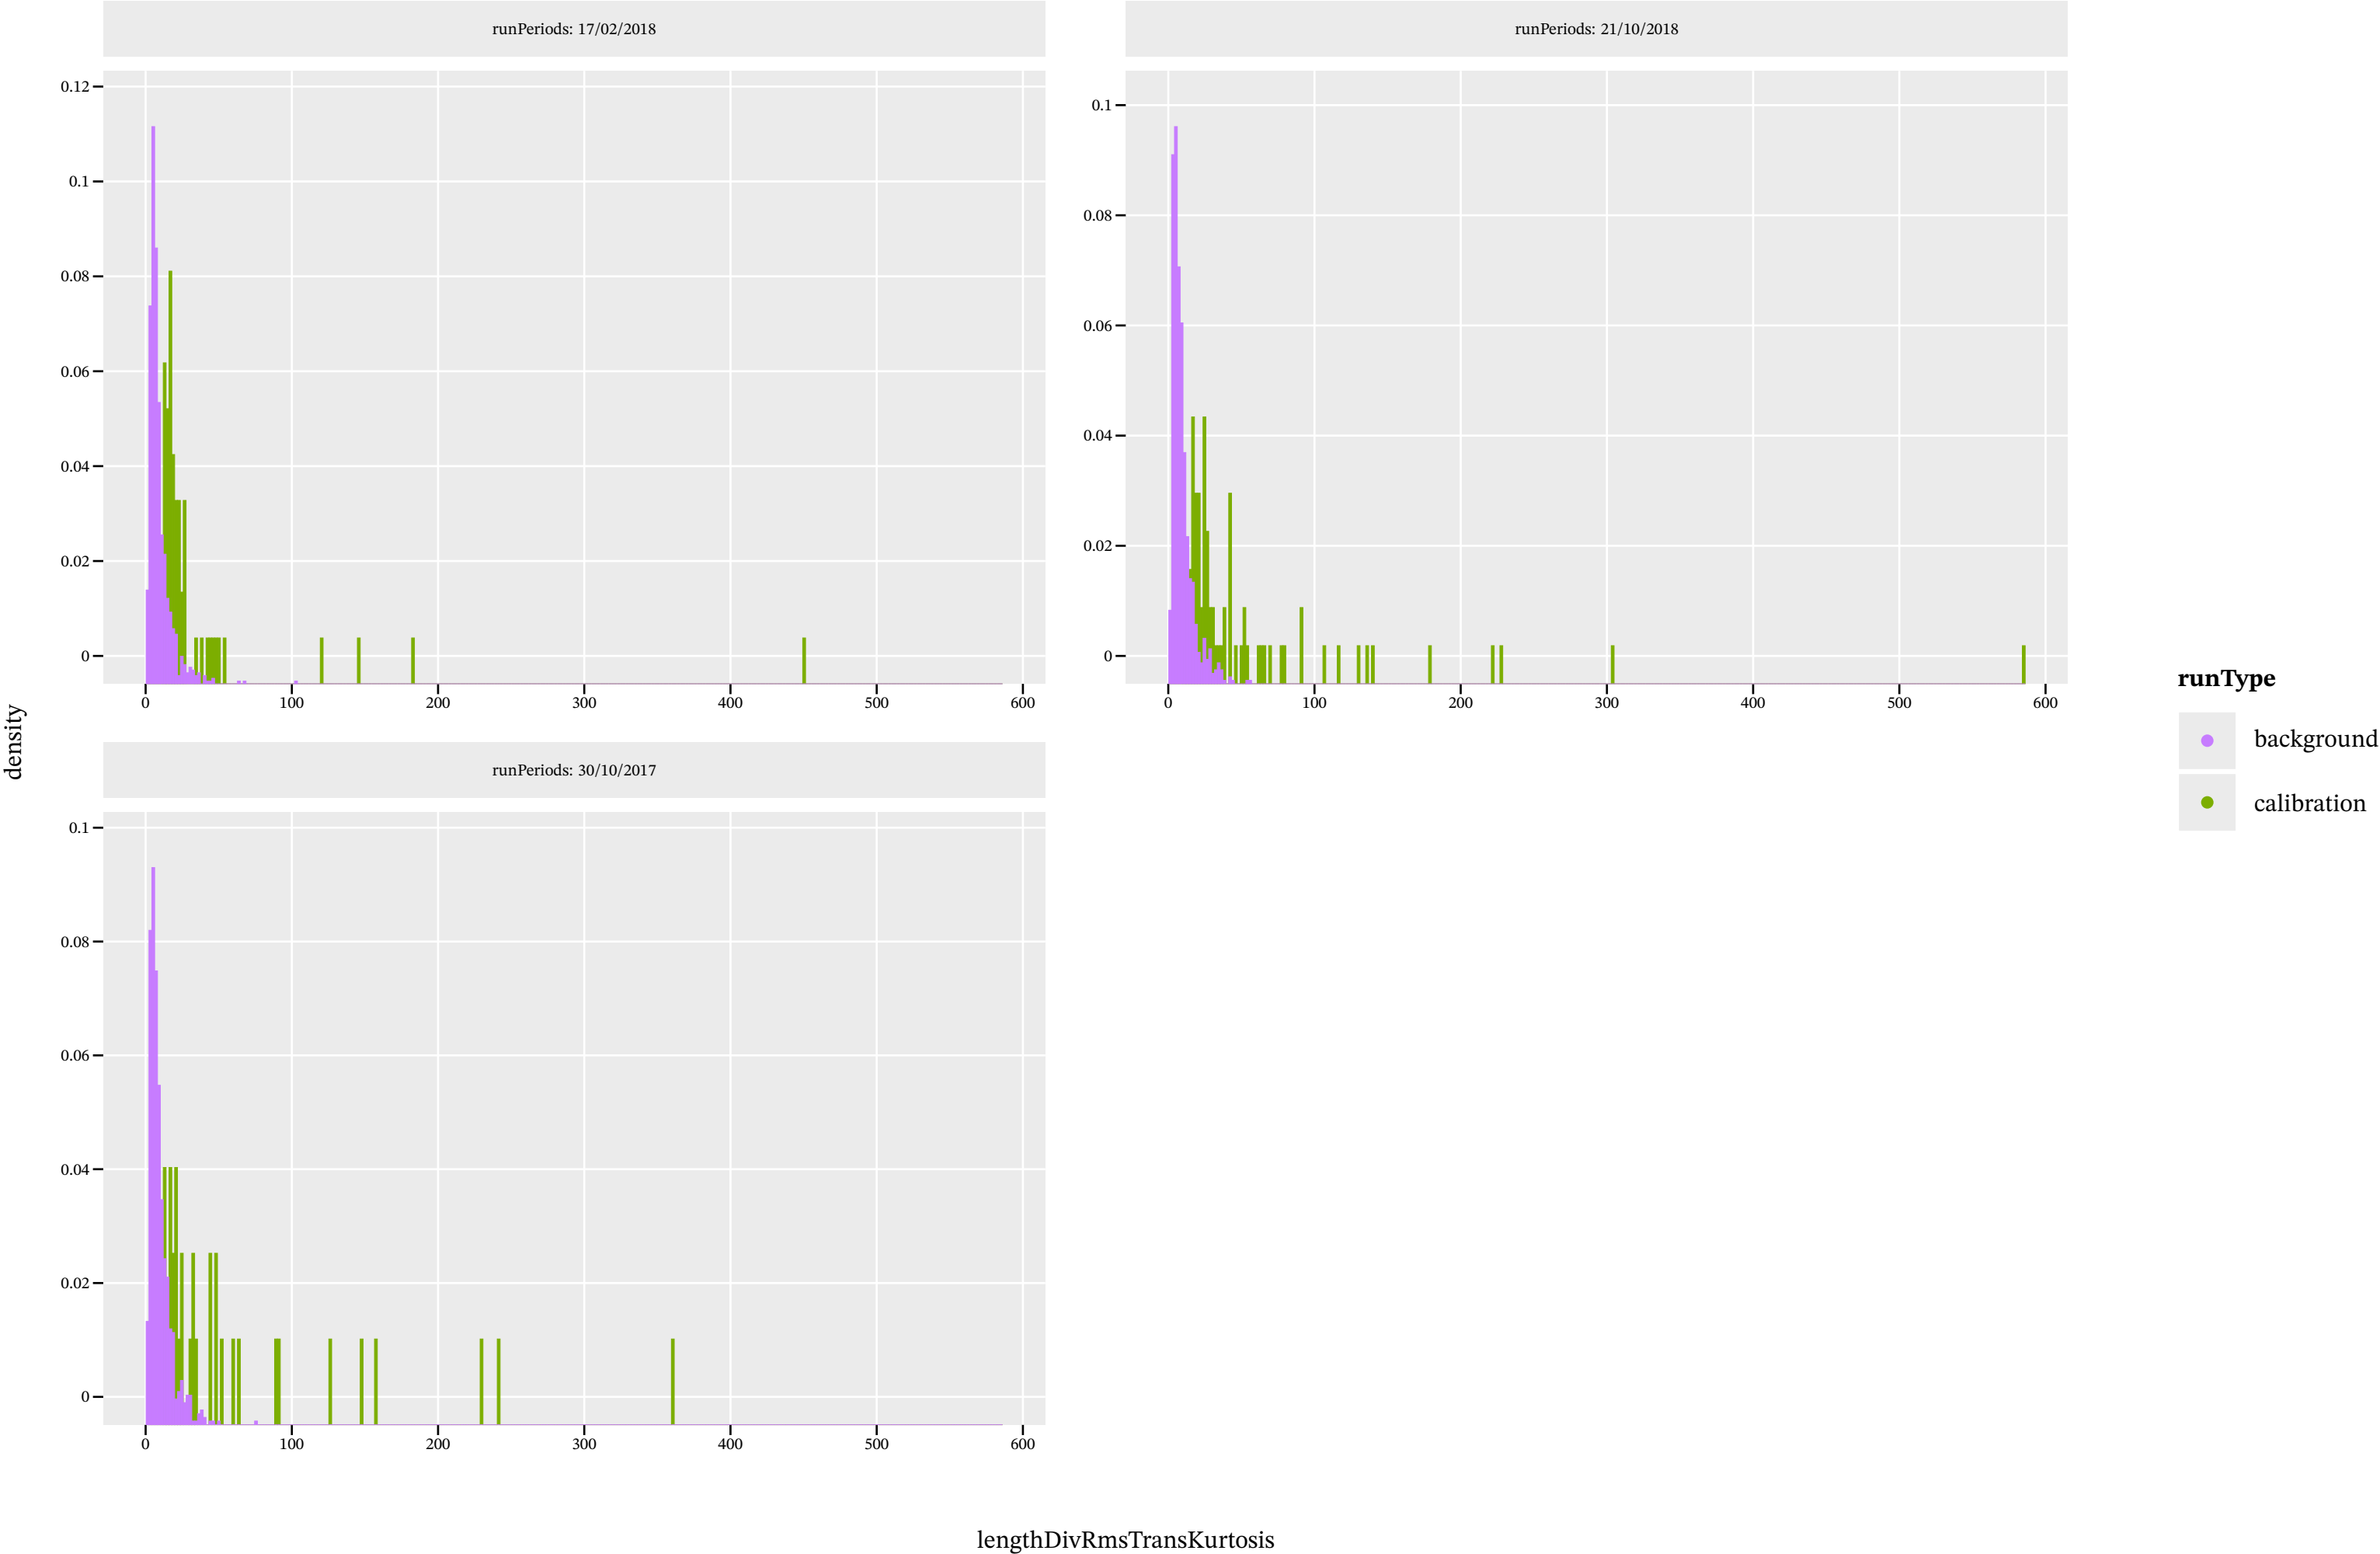 runPeriods: 17/02/2018
0.12
0.1
0.08
0.06
0.04
0.02
0
0 100 200 300 400 500 600
runPeriods: 21/10/2018
0.1
0.08
0.06
0.04
0.02
0
0 100 200 300 400 500 600
runPeriods: 30/10/2017
0.1
0.08
0.06
0.04
0.02
0
0 100 200 300 400 500 600
density
lengthDivRmsTransKurtosis
runType
background
calibration